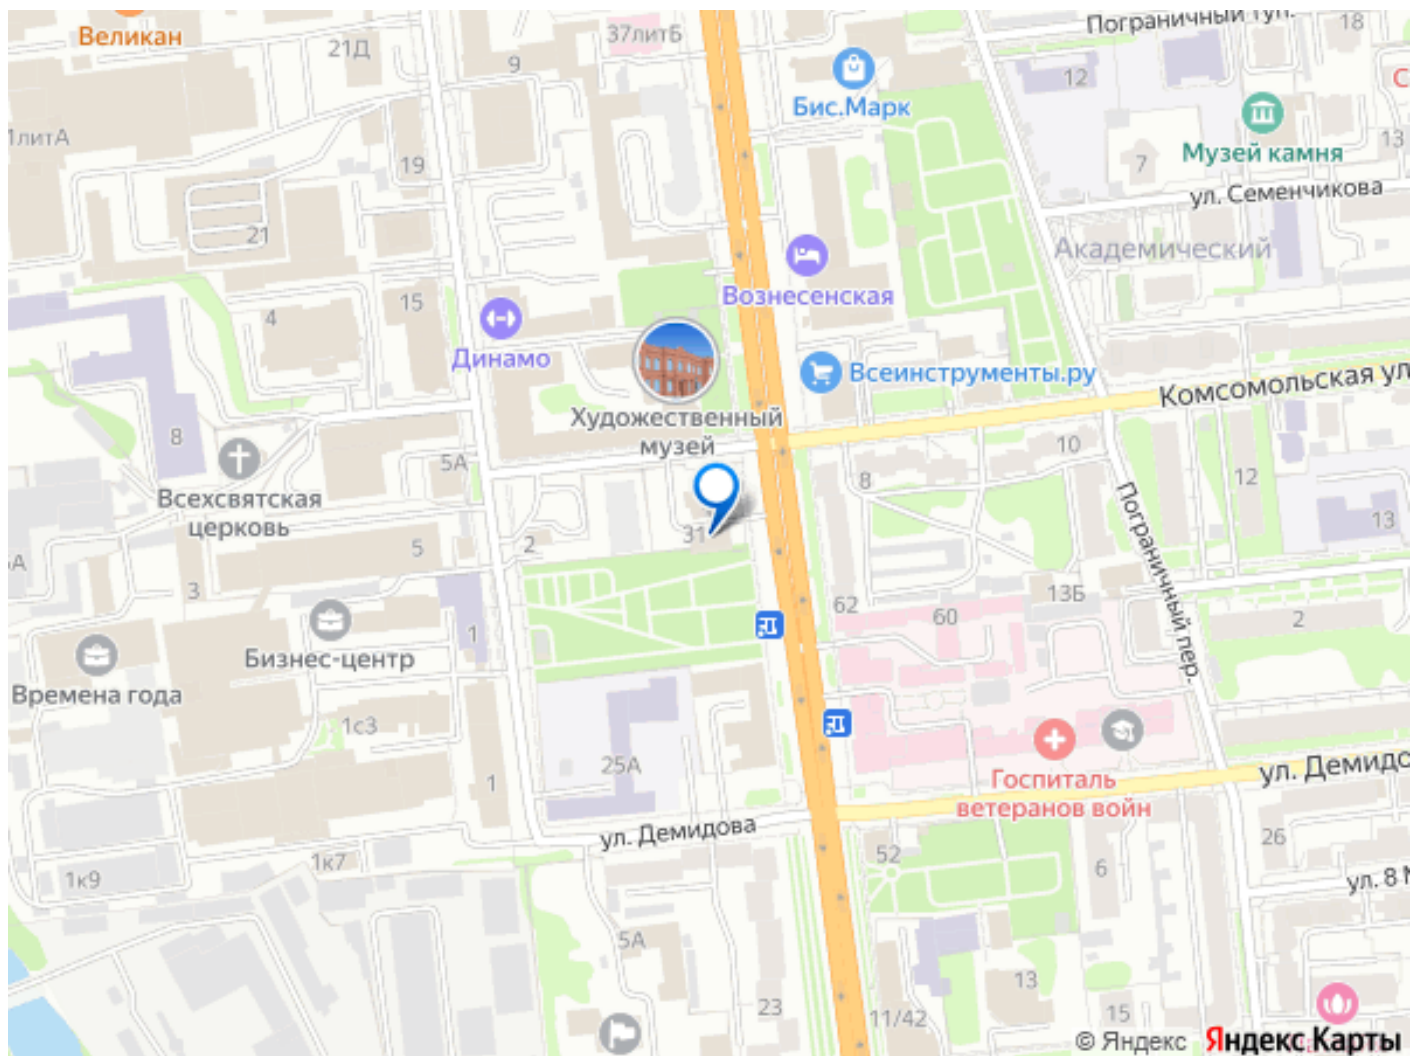 Великан
21Д
37литБ
9
Пограничный туп.
18
12
Бис.Марк
Музей камня
13
7
1литА
19
ул. Семенчикова
21
Академический
Вознесенская
15
4
Динамо
Всеинструменты.ру
Комсомольская ул
Художественный
музей
8
5А
10
8
12
Всехсвятская
церковь
Пограничный пер.
13
31
2
5
3
62
60
13Б
2
1
Бизнес-центр
Времена года
1с3
25А
1
Госпиталь
ветеранов войн
ул. Демидо
ул. Демидова
52
26
6
1к7
1к9
ул. 8
5А
13
23
11/42
15
© Яндекс
Яндекс Карты